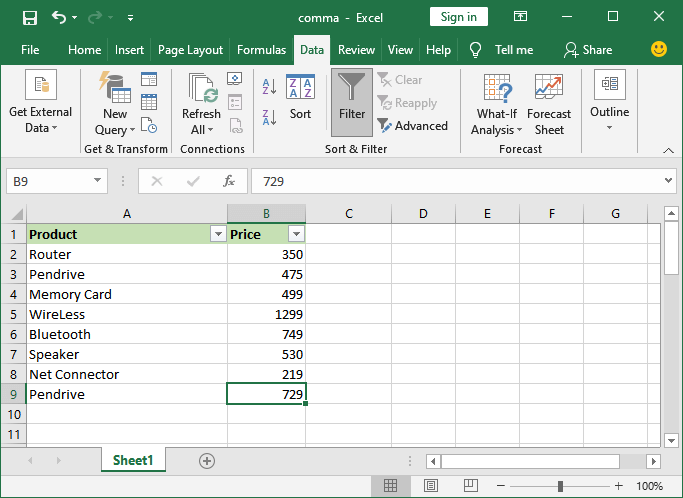 comma - Excel
Sign in
File Home Insert Page Layout Formulas Data Review View Help Tell me Share
Get External Data
New Query
Get & Transform
Refresh All
Connections
A Z
Z A
Z A A Z
Sort
Filter
Clear
Reapply
Advanced
Sort & Filter
What-If Analysis
Forecast Sheet
Forecast
Outline
B9 fx 729
A B C D E F G
1 Product Price
2 Router 350
3 Pendrive 475
4 Memory Card 499
5 WireLess 1299
6 Bluetooth 749
7 Speaker 530
8 Net Connector 219
9 Pendrive 729
10
11
Sheet1
100%